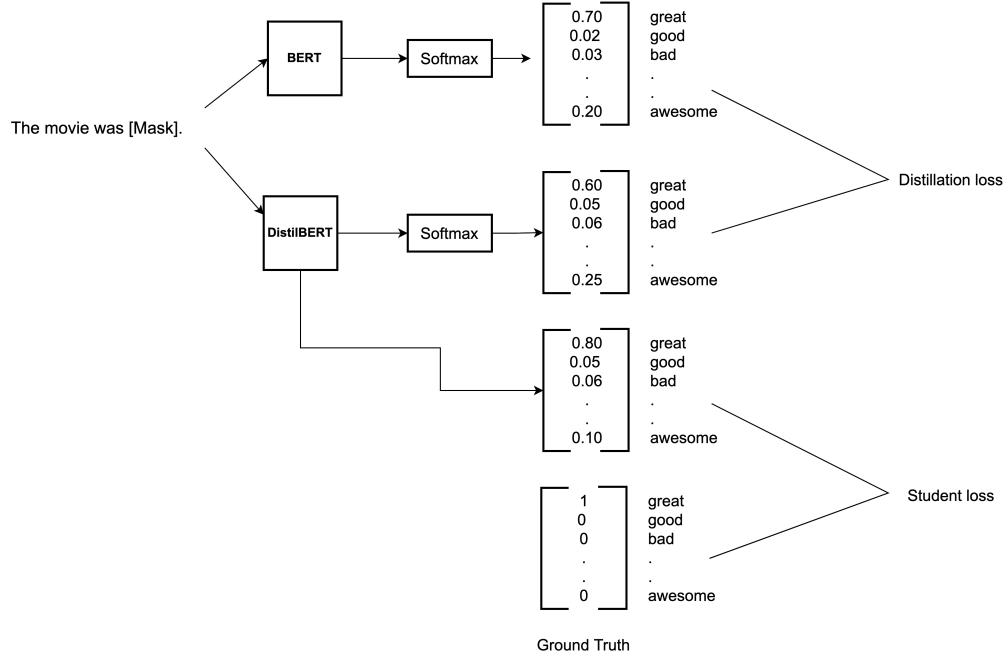 The movie was [Mask].
BERT
Softmax
0.70 great
0.02 good
0.03 bad
. .
. .
0.20 awesome
DistilBERT
Softmax
0.60 great
0.05 good
0.06 bad
. .
. .
0.25 awesome
Distillation loss
0.80 great
0.05 good
0.06 bad
. .
. .
0.10 awesome
1 great
0 good
0 bad
. .
. .
0 awesome
Student loss
Ground Truth